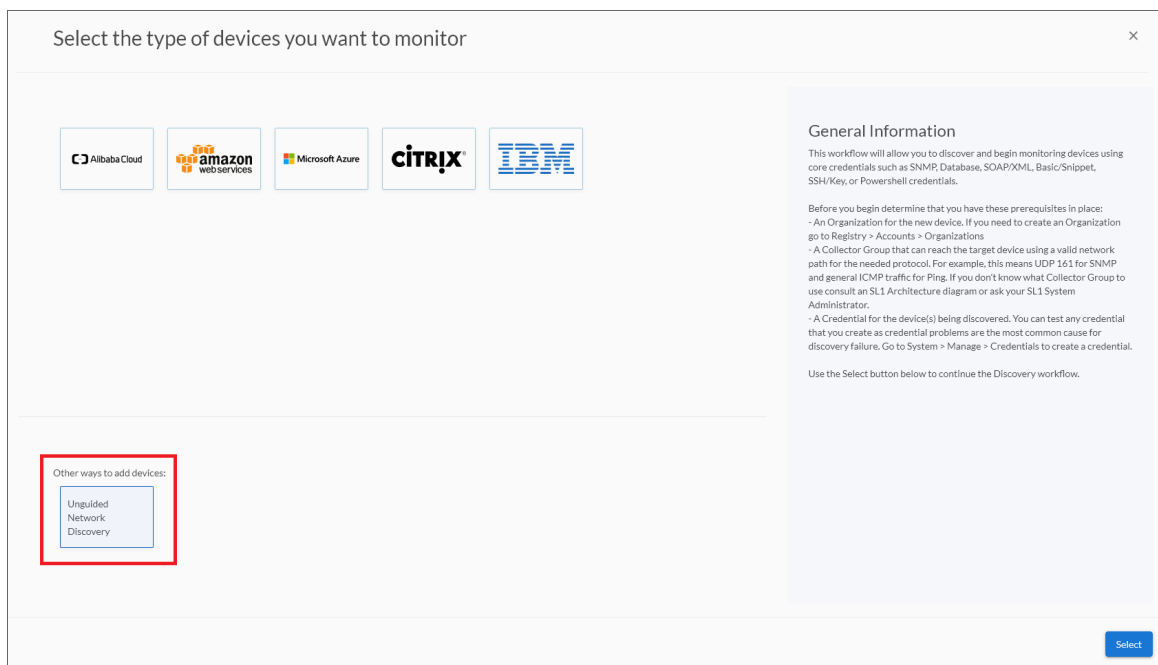 Select the type of devices you want to monitor
×
Alibaba Cloud
amazon
web services
Microsoft Azure
CITRIX®
IBM
General Information
This workflow will allow you to discover and begin monitoring devices using
core credentials such as SNMP, Database, SOAP/XML, Basic/Snippet,
SSH/Key, or Powershell credentials.
Before you begin determine that you have these prerequisites in place:
- An Organization for the new device. If you need to create an Organization
go to Registry > Accounts > Organizations
- A Collector Group that can reach the target device using a valid network
path for the needed protocol. For example, this means UDP 161 for SNMP
and general ICMP traffic for Ping. If you don't know what Collector Group to
use consult an SL1 Architecture diagram or ask your SL1 System
Administrator.
- A Credential for the device(s) being discovered. You can test any credential
that you create as credential problems are the most common cause for
discovery failure. Go to System > Manage > Credentials to create a credential.
Use the Select button below to continue the Discovery workflow.
Other ways to add devices:
Unguided
Network
Discovery
Select